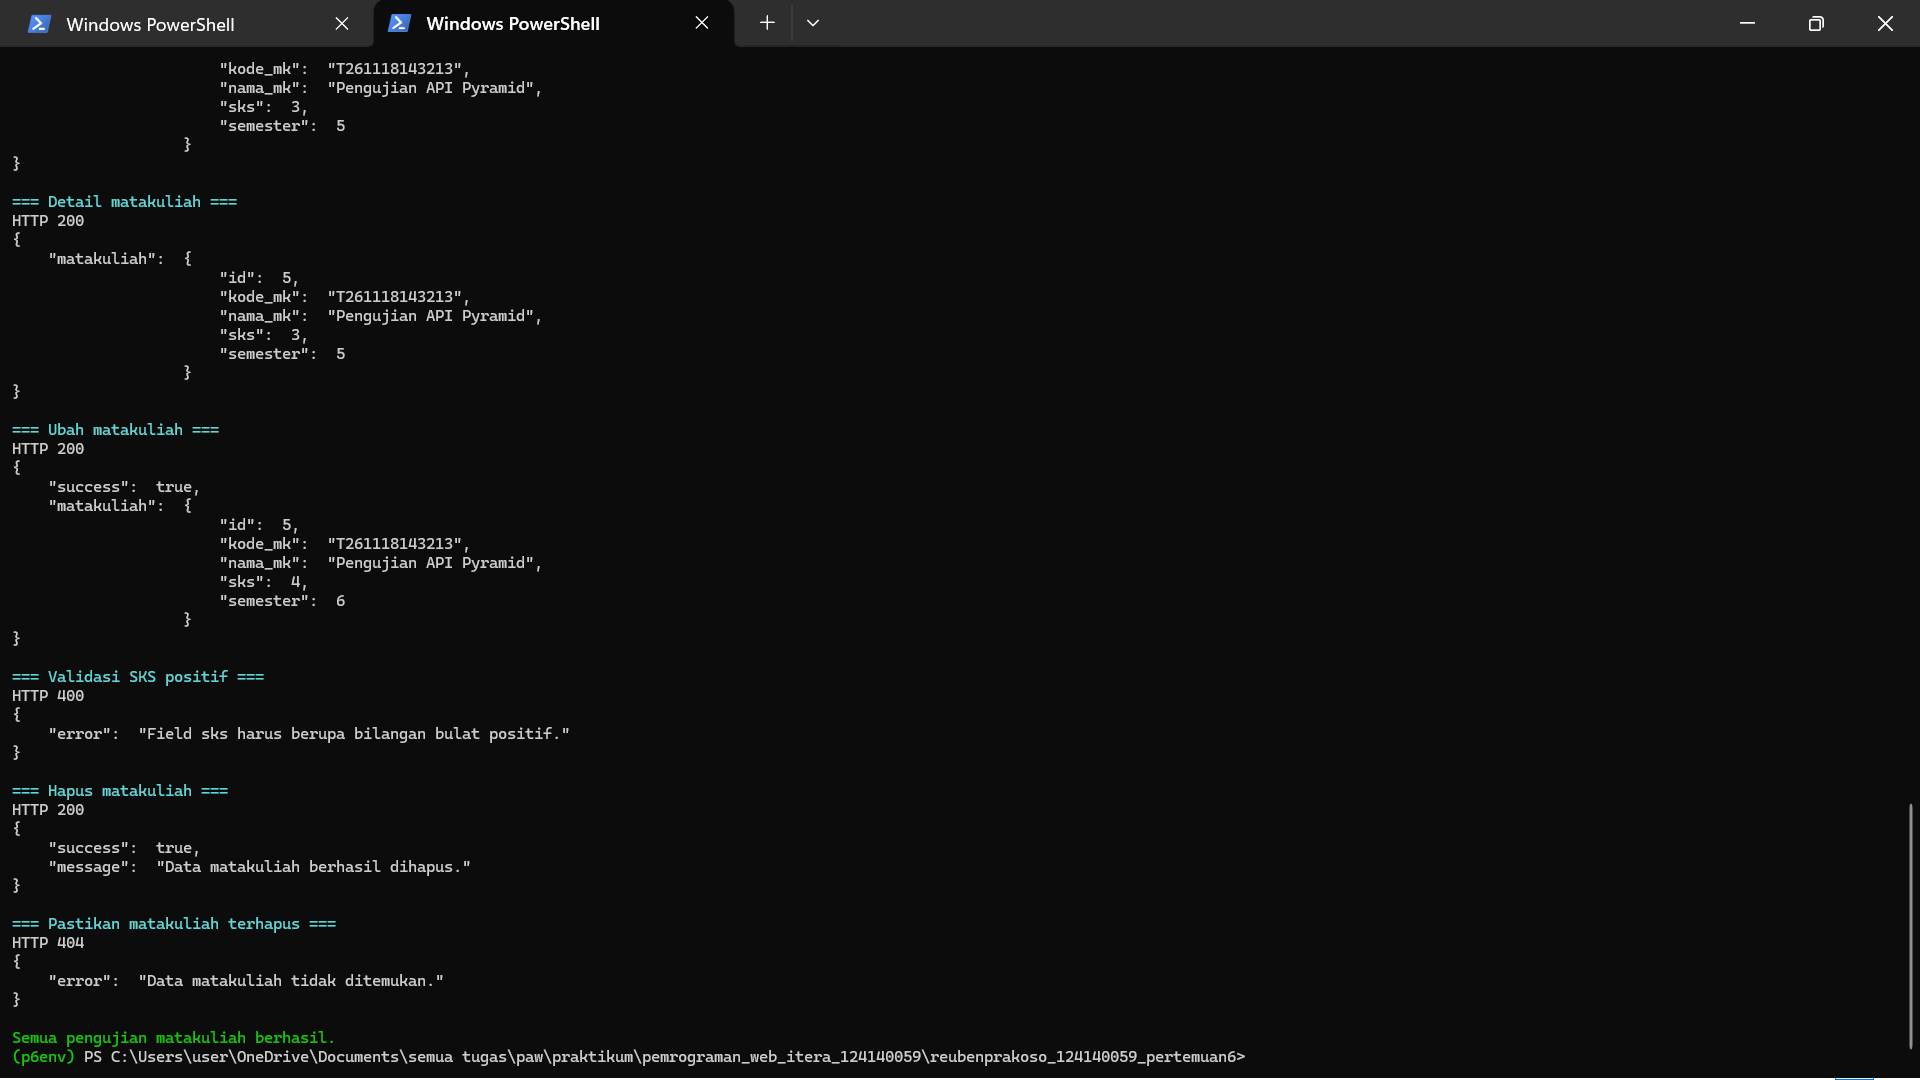 Windows PowerShell
Windows PowerShell
"kode_mk":  "T261118143213",
"nama_mk":  "Pengujian API Pyramid",
"sks":  3,
"semester":  5
}
}
=== Detail matakuliah ===
HTTP 200
{
"matakuliah":  {
"id":  5,
"kode_mk":  "T261118143213",
"nama_mk":  "Pengujian API Pyramid",
"sks":  3,
"semester":  5
}
}
=== Ubah matakuliah ===
HTTP 200
{
"success":  true,
"matakuliah":  {
"id":  5,
"kode_mk":  "T261118143213",
"nama_mk":  "Pengujian API Pyramid",
"sks":  4,
"semester":  6
}
}
=== Validasi SKS positif ===
HTTP 400
{
"error":  "Field sks harus berupa bilangan bulat positif."
}
=== Hapus matakuliah ===
HTTP 200
{
"success":  true,
"message":  "Data matakuliah berhasil dihapus."
}
=== Pastikan matakuliah terhapus ===
HTTP 404
{
"error":  "Data matakuliah tidak ditemukan."
}
Semua pengujian matakuliah berhasil.
(p6env) PS C:\Users\user\OneDrive\Documents\semua tugas\paw\praktikum\pemrograman_web_itera_124140059\reubenprakoso_124140059_pertemuan6>